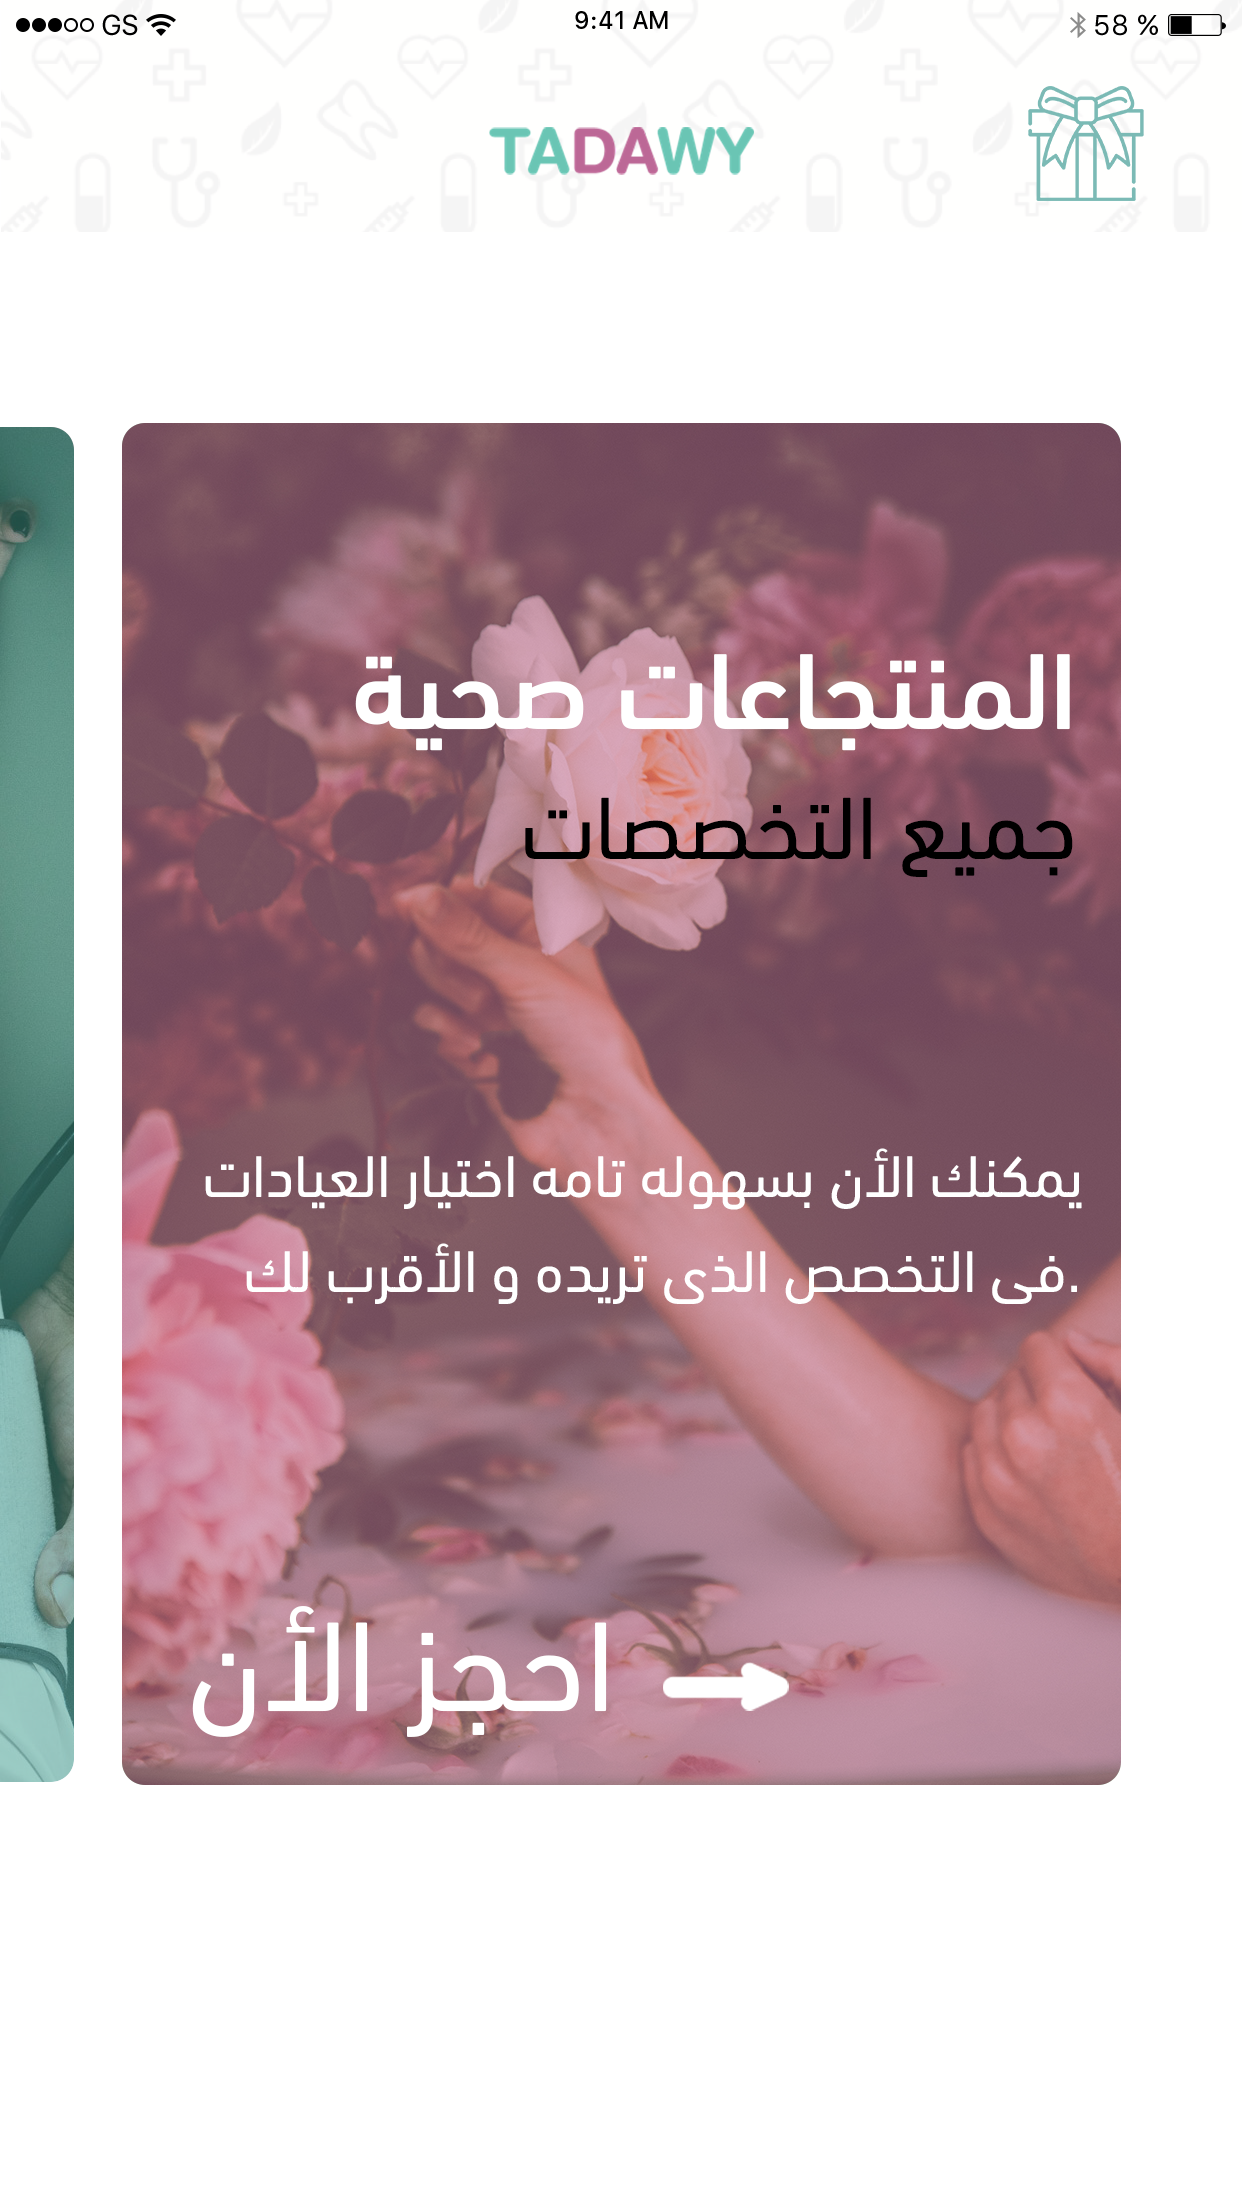 GS 9:41 AM 58 %
TADAWY
المنتجاعات صحية
جميع التخصصات
يمكنك الأن بسهوله تامه اختيار العيادات
.فى التخصص الذى تريده و الأقرب لك
احجز الأن